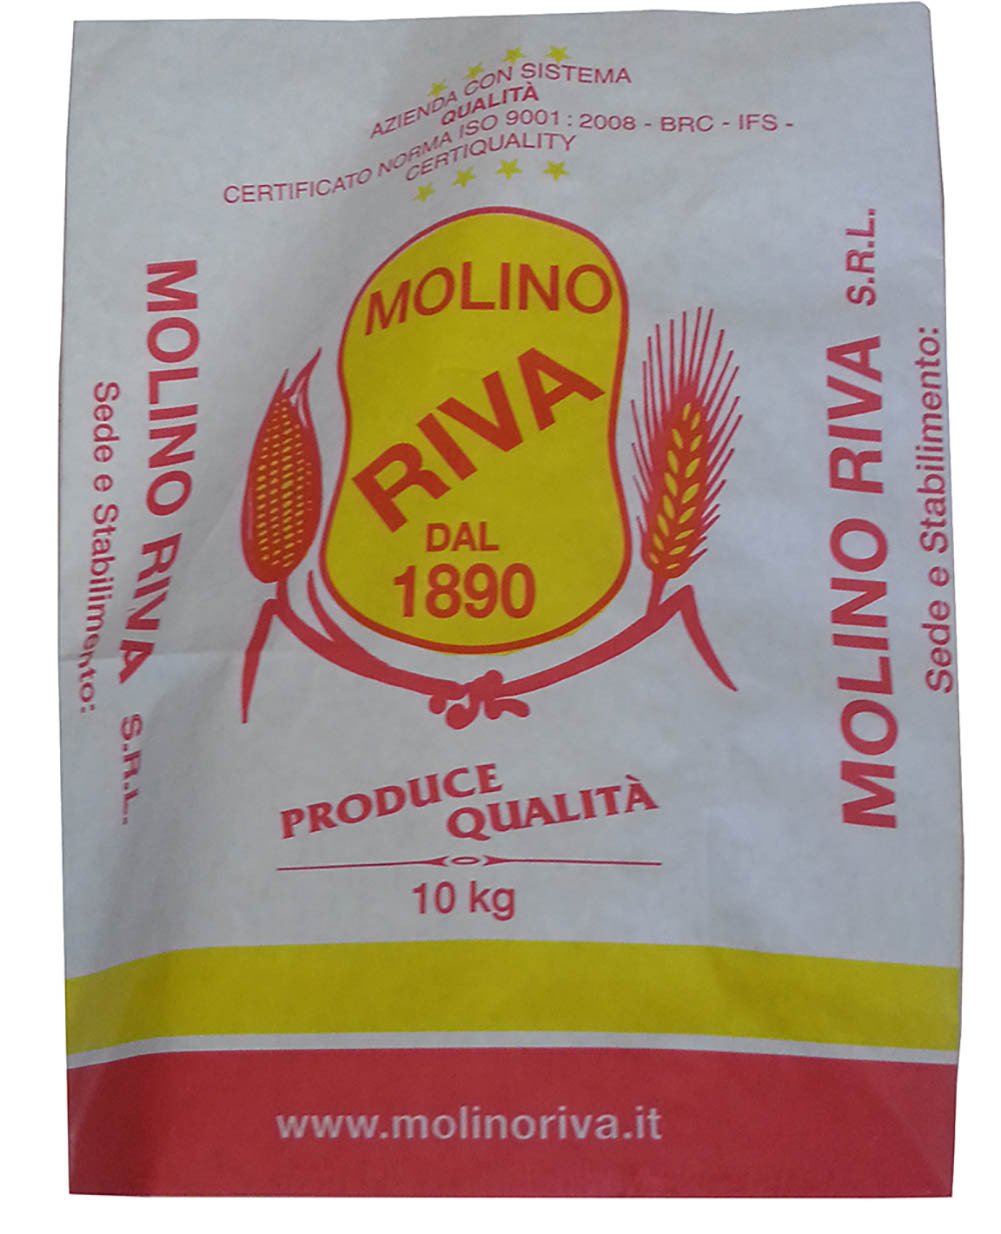 AZIENDA CON SISTEMA
QUALITÀ
CERTIFICATO NORMA ISO 9001 : 2008 - BRC - IFS -
CERTIQUALITY
MOLINO
RIVA
DAL
1890
PRODUCE
QUALITÀ
10 kg
www.molinoriva.it
MOLINO RIVA S.R.L.
Sede e Stabilimento:
MOLINO RIVA S.R.L.
Sede e Stabilimento: